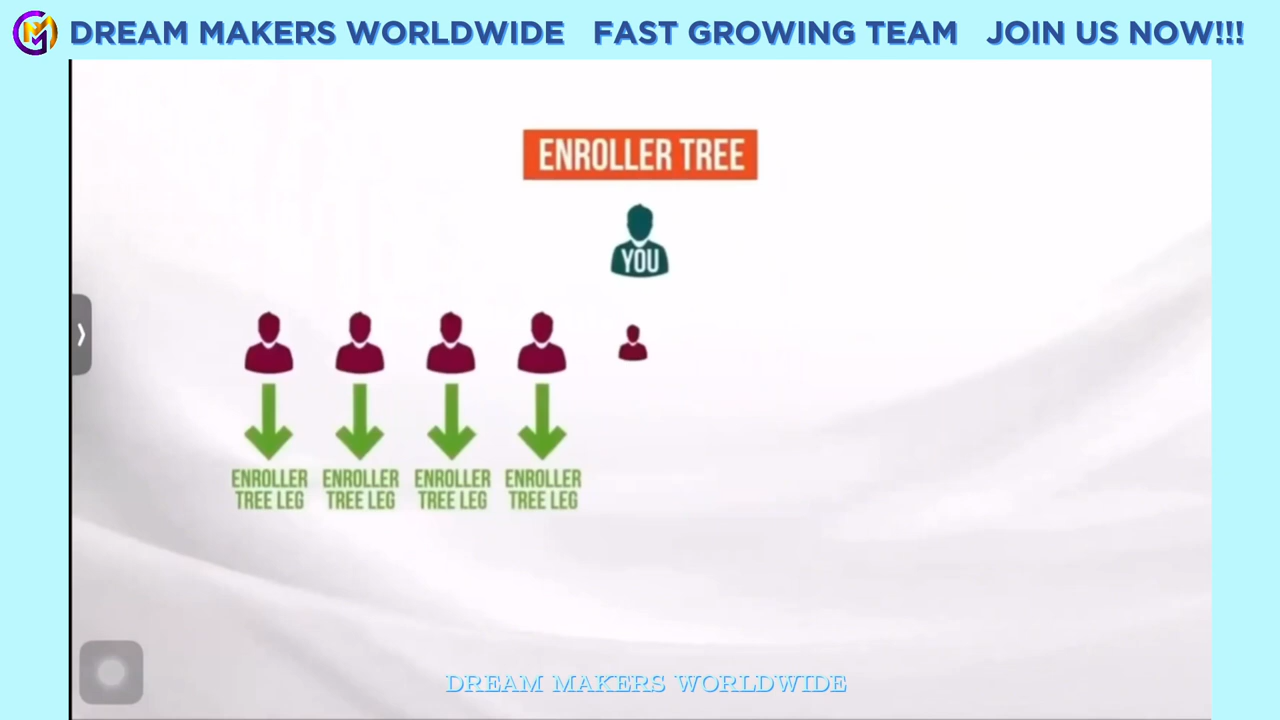 DREAM MAKERS WORLDWIDE FAST GROWING TEAM JOIN US NOW!!!
ENROLLER TREE
YOU
ENROLLER TREE LEG
ENROLLER TREE LEG
ENROLLER TREE LEG
ENROLLER TREE LEG
DREAM MAKERS WORLDWIDE